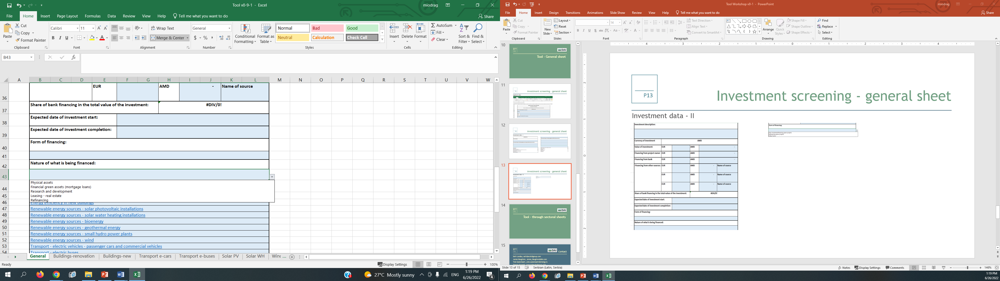 Tool v0-9-1 - Excel
miodrag
File Home Insert Page Layout Formulas Data Review View Help Tell me what you want to do
Share
Paste
Cut
Copy
Format Painter
Clipboard
Calibri 11
B I U
Font
Wrap Text
Merge & Center
Alignment
General
$ % ,
Number
Conditional Formatting
Format as Table
Normal Bad Good
Neutral Calculation Check Cell
Styles
Insert Delete Format
Cells
AutoSum
Fill
Clear
Sort & Filter
Find & Select
Editing
B43
A B C D E F G H I J K L M N O P Q R S T U V W
36 EUR AMD - Name of source
37 Share of bank financing in the total value of the investment: #DIV/0!
38 Expected date of investment start:
39 Expected date of investment completion:
40 Form of financing:
41
42 Nature of what is being financed:
43
Physical assets
44 Financial green assets (mortgage loans)
Research and development
45 Leasing - real estate
Refinancing
46 Energy efficiency in new buildings
47 Renewable energy sources - solar photovoltaic installations
48 Renewable energy sources - solar water heating installations
49 Renewable energy sources - bioenergy
50 Renewable energy sources - geothermal energy
51 Renewable energy sources - small hydro power plants
52 Renewable energy sources - wind
53 Transport - electric vehicles - passenger cars and commercial vehicles
54 Transport - electric buses
General Buildings-renovation Buildings-new Transport e-cars Transport e-buses Solar PV Solar WH Winc ...
Ready
Display Settings
100%
27°C Mostly sunny
ENG
1:19 PM
6/26/2022
4
Tool Workshop v0-1 - PowerPoint
miodrag
File Home Insert Design Transitions Animations Slide Show Review View Help Tell me what you want to do
Share
Paste
Cut
Copy
Format Painter
Clipboard
New Slide
Layout
Reset
Section
Slides
14
B I U S abc AV Aa A
Font
Text Direction
Align Text
Convert to SmartArt
Paragraph
Arrange
Quick Styles
Shape Fill
Shape Outline
Shape Effects
Drawing
Find
Replace
Select
Editing
10
DAI
Tool - General sheet
11
Investment screening - general sheet
12
Investment screening - general sheet
13
Investment screening - general sheet
14
DAI
Tool - through sectoral sheets
15
DAI Contact
P13
Investment screening - general sheet
Investment data - II
Investment description:
Currency of investment AMD
Value of investment: EUR AMD -
Financing from project owner EUR AMD -
Financing from bank EUR AMD -
Financing from other sources: EUR AMD - Name of source
EUR AMD - Name of source
EUR AMD - Name of source
Share of bank financing in the total value of the investment: #DIV/0!
Expected date of investment start:
Expected date of investment completion:
Form of financing:
Nature of what is being financed:
Form of financing:
New investment/financing green projects
Refinancing green projects
Other forms
Slide 13 of 15
Serbian (Latin, Serbia)
Notes
Display Settings
Comments
146%
1:19 PM
6/26/2022